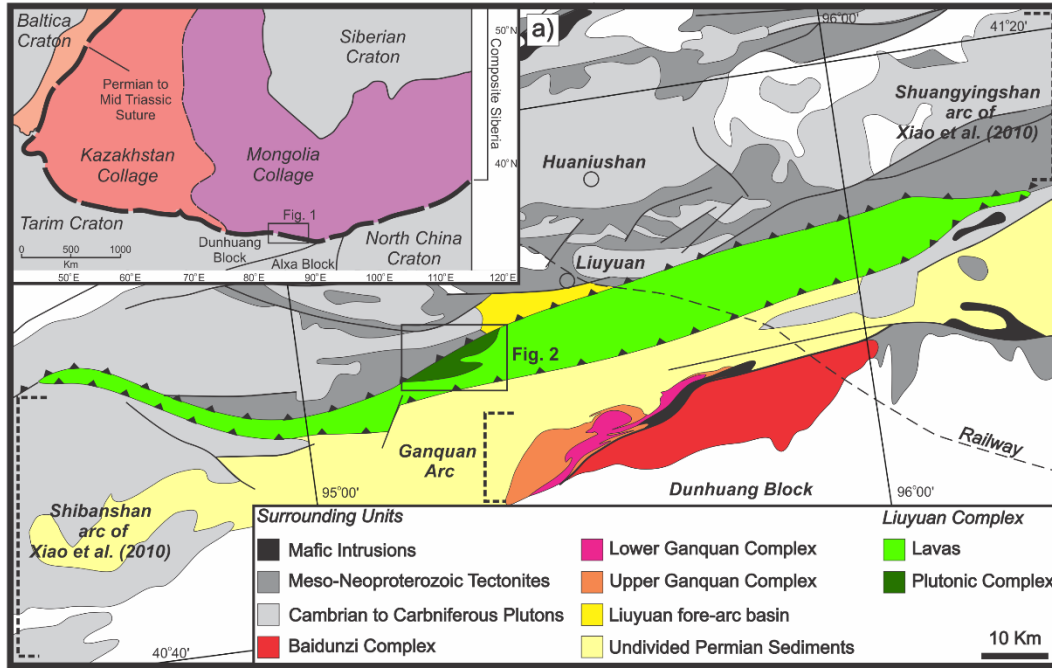 a)
Baltica
Craton
Permian to
Mid Triassic
Suture
Kazakhstan
Collage
Mongolia
Collage
Siberian
Craton
Composite Siberia
50°N
40°N
Tarim Craton
Fig. 1
Dunhuang
Block
Alxa Block
North China
Craton
0 500 1000
Km
50°E 60°E 70°E 80°E 90°E 100°E 110°E 120°E
96°00'
41°20'
Shuangyingshan
arc of
Xiao et al. (2010)
Huaniushan
Liuyuan
Fig. 2
Ganquan
Arc
Railway
95°00'
96°00'
Dunhuang Block
Shibanshan
arc of
Xiao et al. (2010)
40°40'
Surrounding Units
Mafic Intrusions
Meso-Neoproterozoic Tectonites
Cambrian to Carbniferous Plutons
Baidunzi Complex
Lower Ganquan Complex
Upper Ganquan Complex
Liuyuan fore-arc basin
Undivided Permian Sediments
Liuyuan Complex
Lavas
Plutonic Complex
10 Km